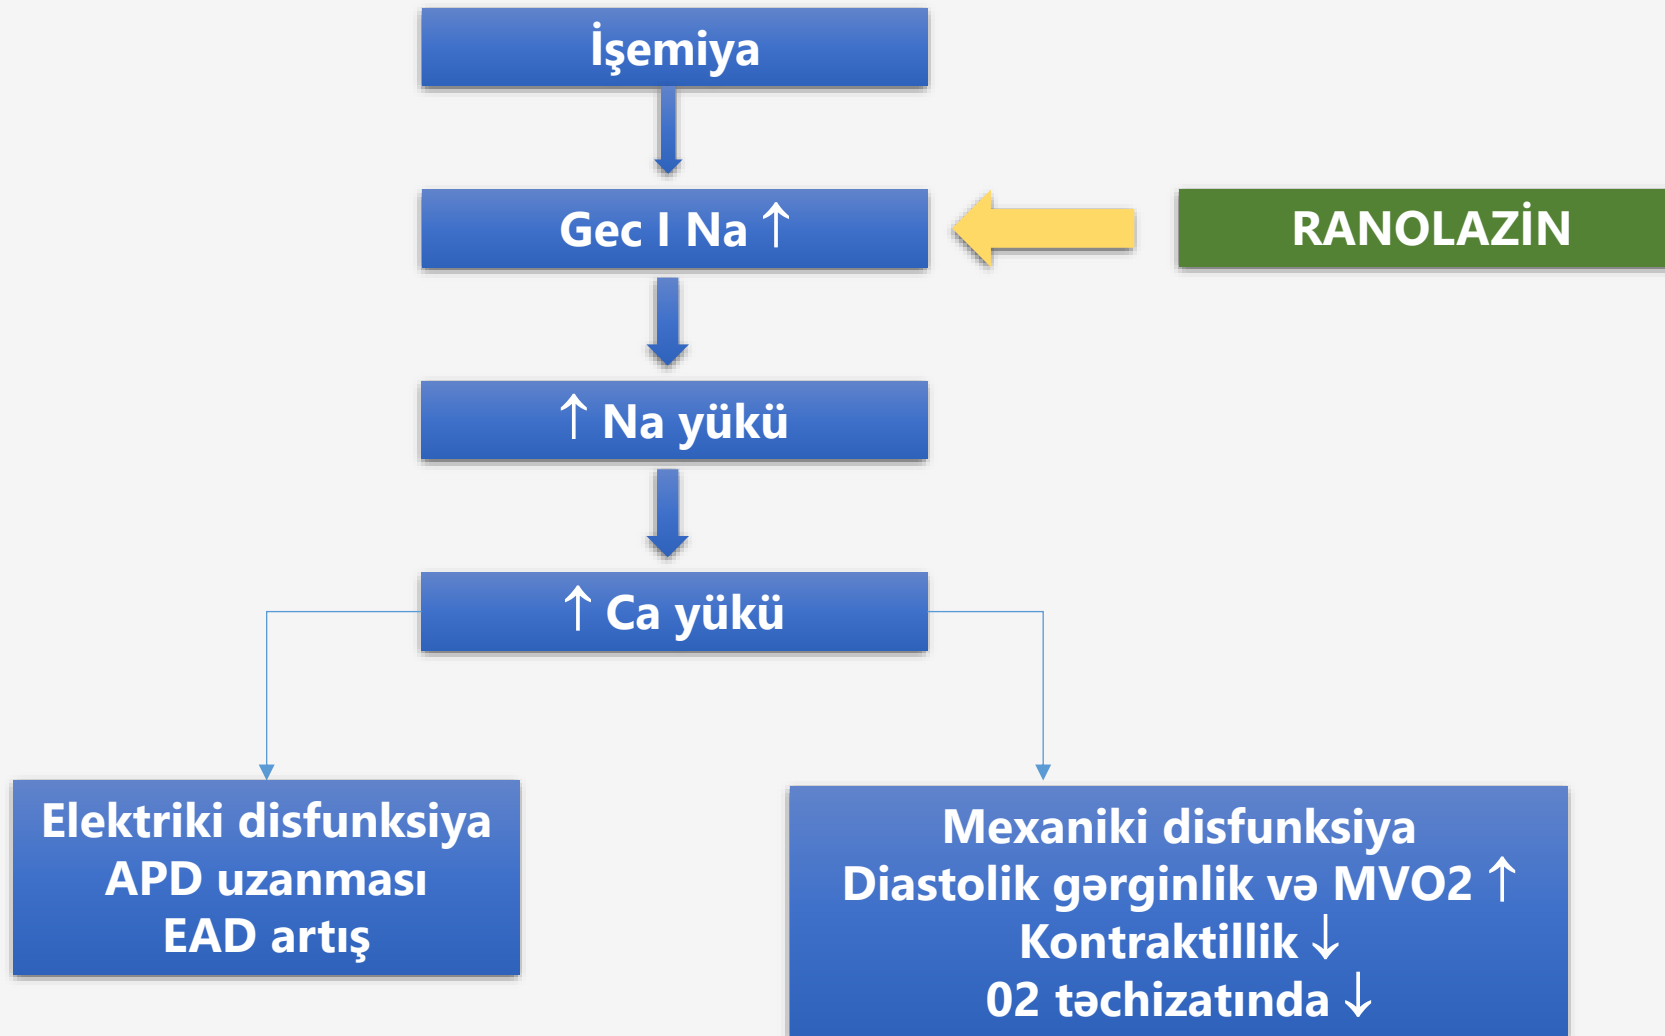 İşemiya
Gec I Na ↑
RANOLAZİN
↑ Na yükü
↑ Ca yükü
Elektriki disfunksiya
APD uzanması
EAD artış
Mexaniki disfunksiya
Diastolik gərginlik və MVO2 ↑
Kontraktillik ↓
02 təchizatında ↓